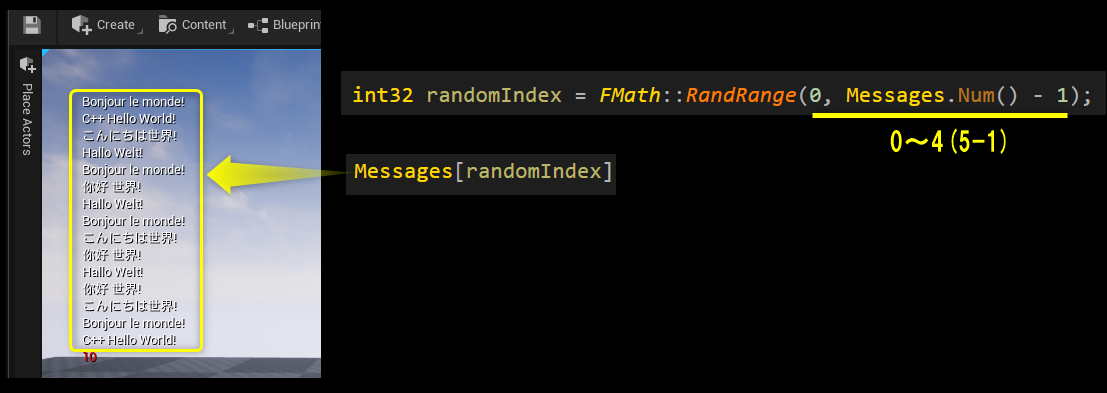 Create
Content
Blueprin
Place Actors
Bonjour le monde!
C++ Hello World!
こんにちは世界!
Hallo Welt!
Bonjour le monde!
你好 世界!
Hallo Welt!
Bonjour le monde!
こんにちは世界!
你好 世界!
Hallo Welt!
你好 世界!
こんにちは世界!
Bonjour le monde!
C++ Hello World!
10
int32 randomIndex = FMath::RandRange(0, Messages.Num() - 1);
0～4(5-1)
Messages[randomIndex]